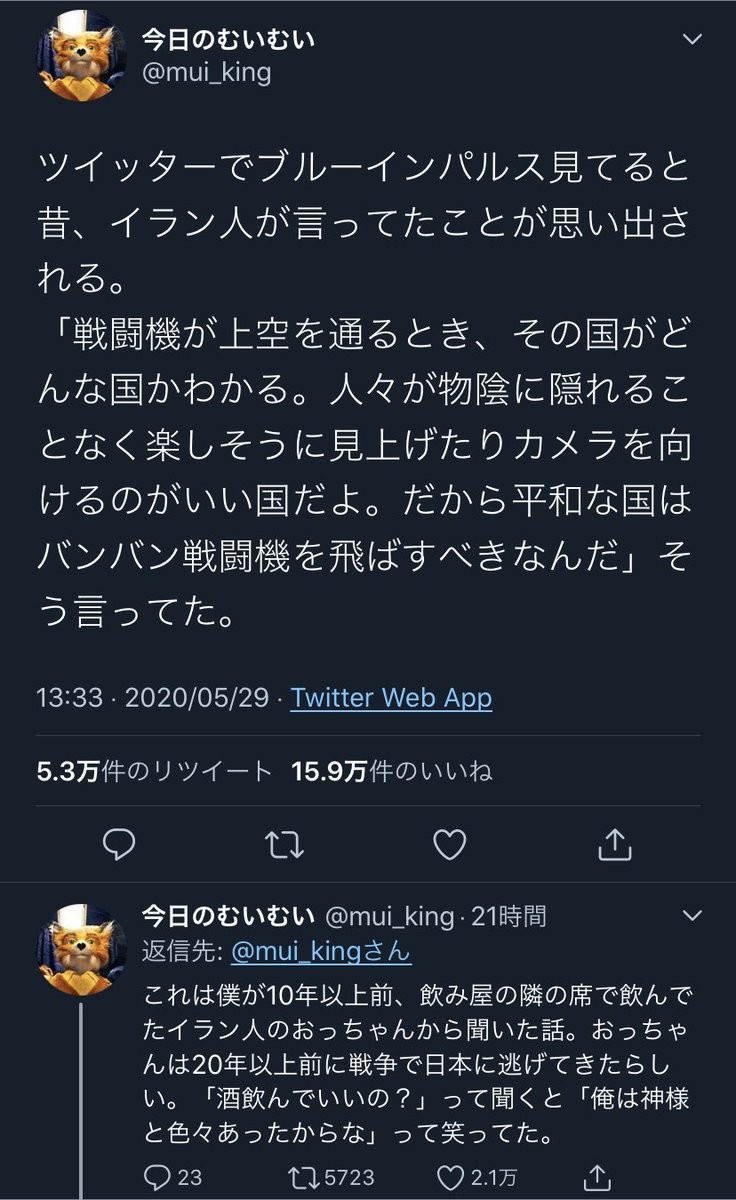 今日のむいむい
@mui_king
ツイッターでブルーインパルス見てると
昔、イラン人が言ってたことが思い出さ
れる。
「戦闘機が上空を通るとき、その国がど
んな国かわかる。人々が物陰に隠れるこ
となく楽しそうに見上げたりカメラを向
けるのがいい国だよ。だから平和な国は
バンバン戦闘機を飛ばすべきなんだ」そ
う言ってた。
13:33 · 2020/05/29 · Twitter Web App
5.3万件のリツイート 15.9万件のいいね
今日のむいむい @mui_king · 21時間
返信先: @mui_kingさん
これは僕が10年以上前、飲み屋の隣の席で飲んで
たイラン人のおっちゃんから聞いた話。おっちゃ
んは20年以上前に戦争で日本に逃げてきたらし
い。「酒飲んでいいの？」って聞くと「俺は神様
と色々あったからな」って笑ってた。
23 5723 2.1万